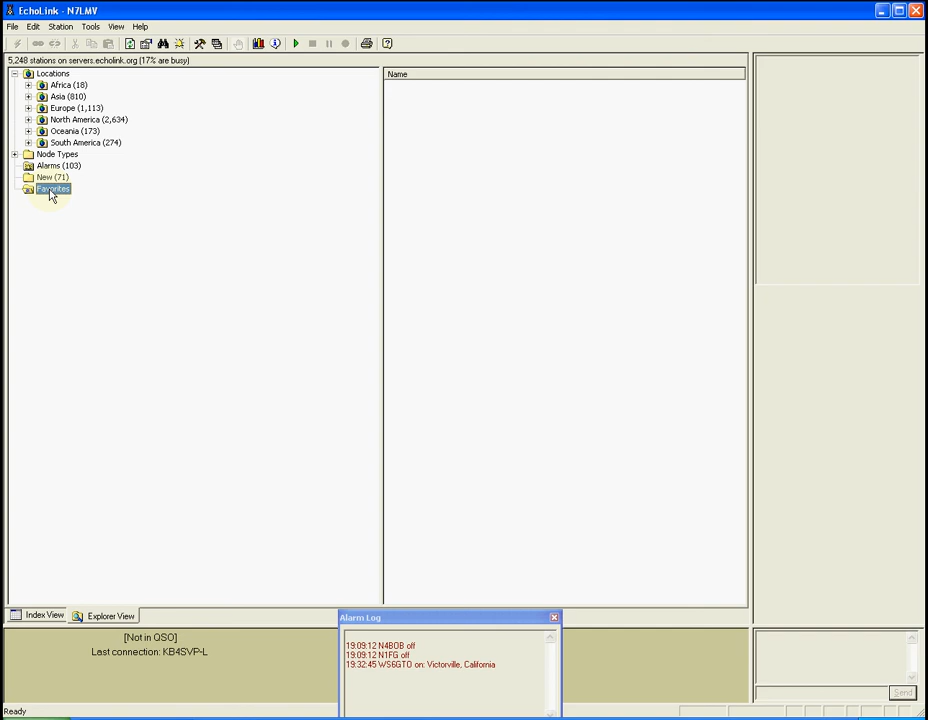 EchoLink - N7LMV
File Edit Station Tools View Help
5,248 stations on servers.echolink.org (17% are busy)
Locations
Africa (18)
Asia (810)
Europe (1,113)
North America (2,634)
Oceania (173)
South America (274)
Node Types
Alarms (103)
New (71)
Favorites
Name
Index View Explorer View
[Not in QSO]
Last connection: KB4SVP-L
Alarm Log
19:09:12 N4BOB off
19:09:12 N1FG off
19:32:45 WS6GTO on: Victorville, California
Send
Ready